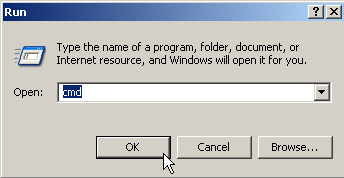 Run
Type the name of a program, folder, document, or
Internet resource, and Windows will open it for you.
Open: cmd
OK Cancel Browse...